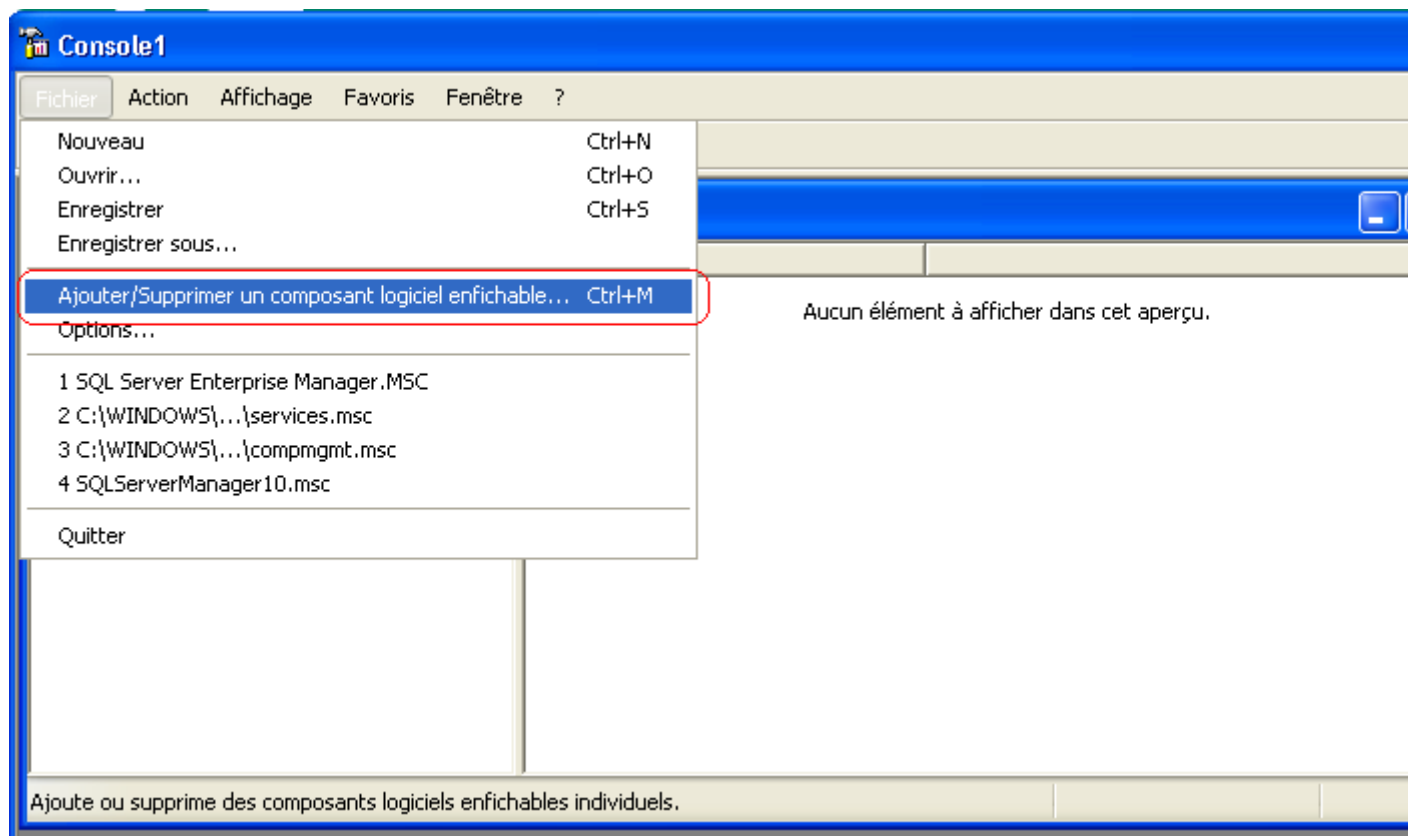 Console1
Fichier Action Affichage Favoris Fenêtre ?
Nouveau Ctrl+N
Ouvrir... Ctrl+O
Enregistrer Ctrl+S
Enregistrer sous...
Ajouter/Supprimer un composant logiciel enfichable... Ctrl+M
Aucun élément à afficher dans cet aperçu.
Options...
1 SQL Server Enterprise Manager.MSC
2 C:\WINDOWS\...\services.msc
3 C:\WINDOWS\...\compmgmt.msc
4 SQLServerManager10.msc
Quitter
Ajoute ou supprime des composants logiciels enfichables individuels.